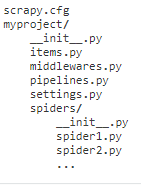 scrapy.cfg
myproject/
    __init__.py
    items.py
    middlewares.py
    pipelines.py
    settings.py
    spiders/
        __init__.py
        spider1.py
        spider2.py
        ...